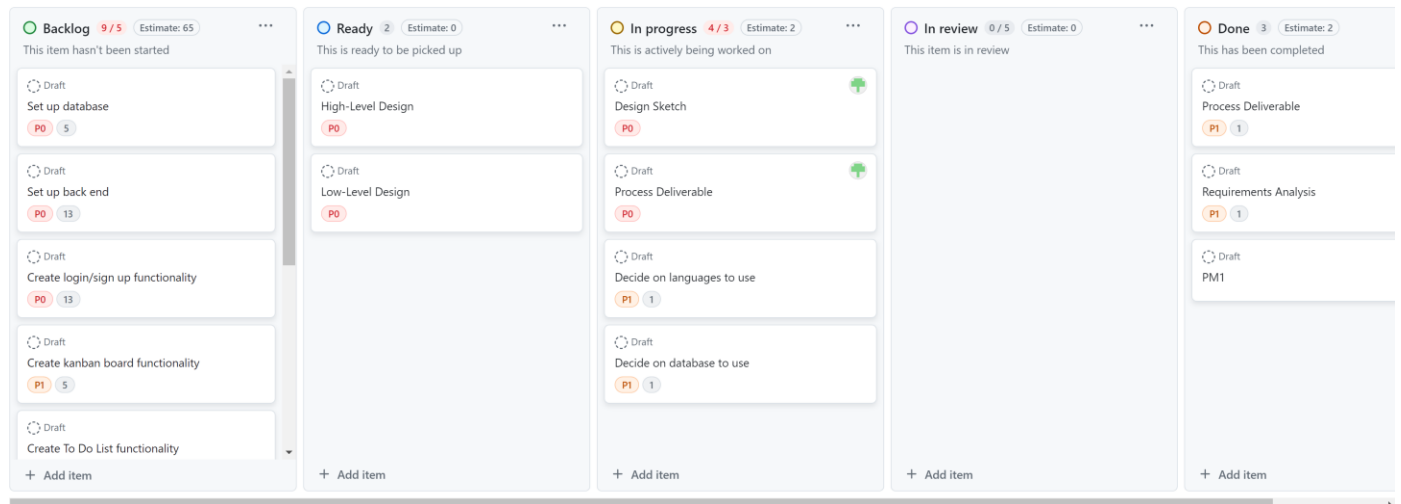 Backlog 9 / 5 Estimate: 65 ...
This item hasn't been started
Draft
Set up database
P0 5
Draft
Set up back end
P0 13
Draft
Create login/sign up functionality
P0 13
Draft
Create kanban board functionality
P1 5
Draft
Create To Do List functionality
+ Add item
Ready 2 Estimate: 0 ...
This is ready to be picked up
Draft
High-Level Design
P0
Draft
Low-Level Design
P0
+ Add item
In progress 4 / 3 Estimate: 2 ...
This is actively being worked on
Draft
Design Sketch
P0
Draft
Process Deliverable
P0
Draft
Decide on languages to use
P1 1
Draft
Decide on database to use
P1 1
+ Add item
In review 0 / 5 Estimate: 0 ...
This item is in review
+ Add item
Done 3 Estimate: 2
This has been completed
Draft
Process Deliverable
P1 1
Draft
Requirements Analysis
P1 1
Draft
PM1
+ Add item